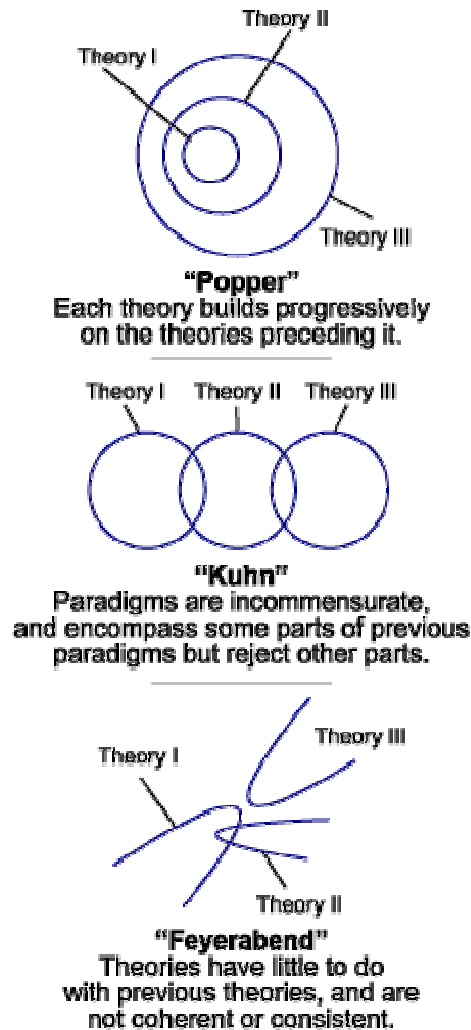 Theory II
Theory I
Theory III
“Popper”
Each theory builds progressively
on the theories preceding it.
Theory I Theory II Theory III
“Kuhn”
Paradigms are incommensurate,
and encompass some parts of previous
paradigms but reject other parts.
Theory III
Theory I
Theory II
“Feyerabend”
Theories have little to do
with previous theories, and are
not coherent or consistent.